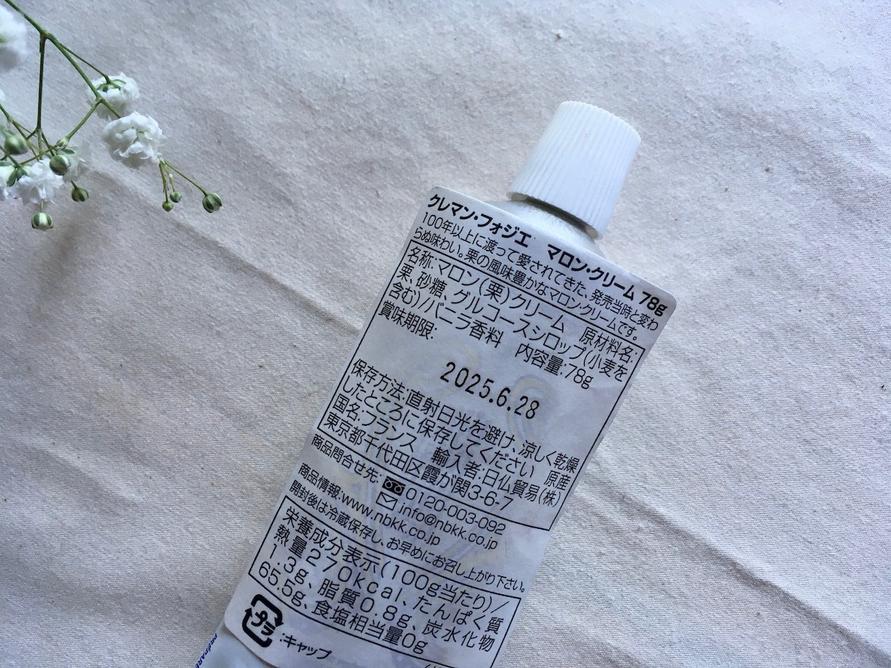 クレマン・フォジエ マロン・クリーム 78g
100年以上に渡って愛されてきた、発売当時と変わ
らぬ味わい。栗の風味豊かなマロンクリームです。
名称:マロン(栗)クリーム 原材料名:
栗、砂糖、グルコースシロップ(小麦を
含む)/バニラ香料 内容量:78g
賞味期限:
2025.6.28
保存方法:直射日光を避け、涼しく乾燥
したところに保存してください 原産
国名:フランス 輸入者:日仏貿易(株)
東京都千代田区霞が関3-6-7
商品問合せ先: 0120-003-092
info@nbkk.co.jp
商品情報:www.nbkk.co.jp
開封後は冷蔵保存し、お早めにお召し上がり下さい。
栄養成分表示(100g当たり)/
熱量270kcal、たんぱく質
1.3g、脂質0.8g、炭水化物
65.5g、食塩相当量0g
プラ :キャップ